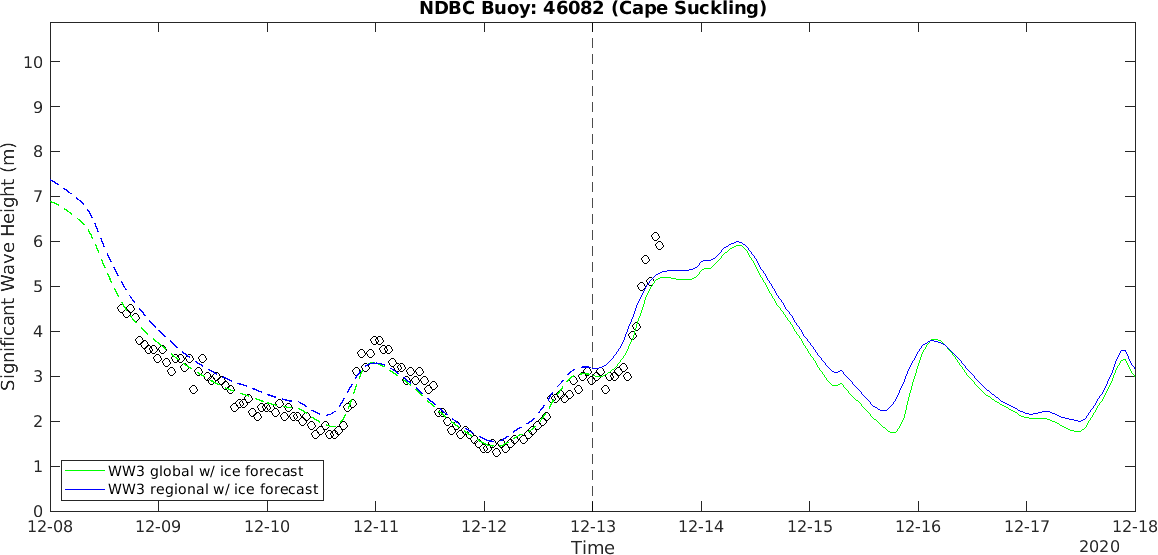 NDBC Buoy: 46082 (Cape Suckling)
10
9
8
7
6
5
4
3
2
1
0
Significant Wave Height (m)
WW3 global w/ ice forecast
WW3 regional w/ ice forecast
12-08 12-09 12-10 12-11 12-12 12-13 12-14 12-15 12-16 12-17 12-18
Time
2020